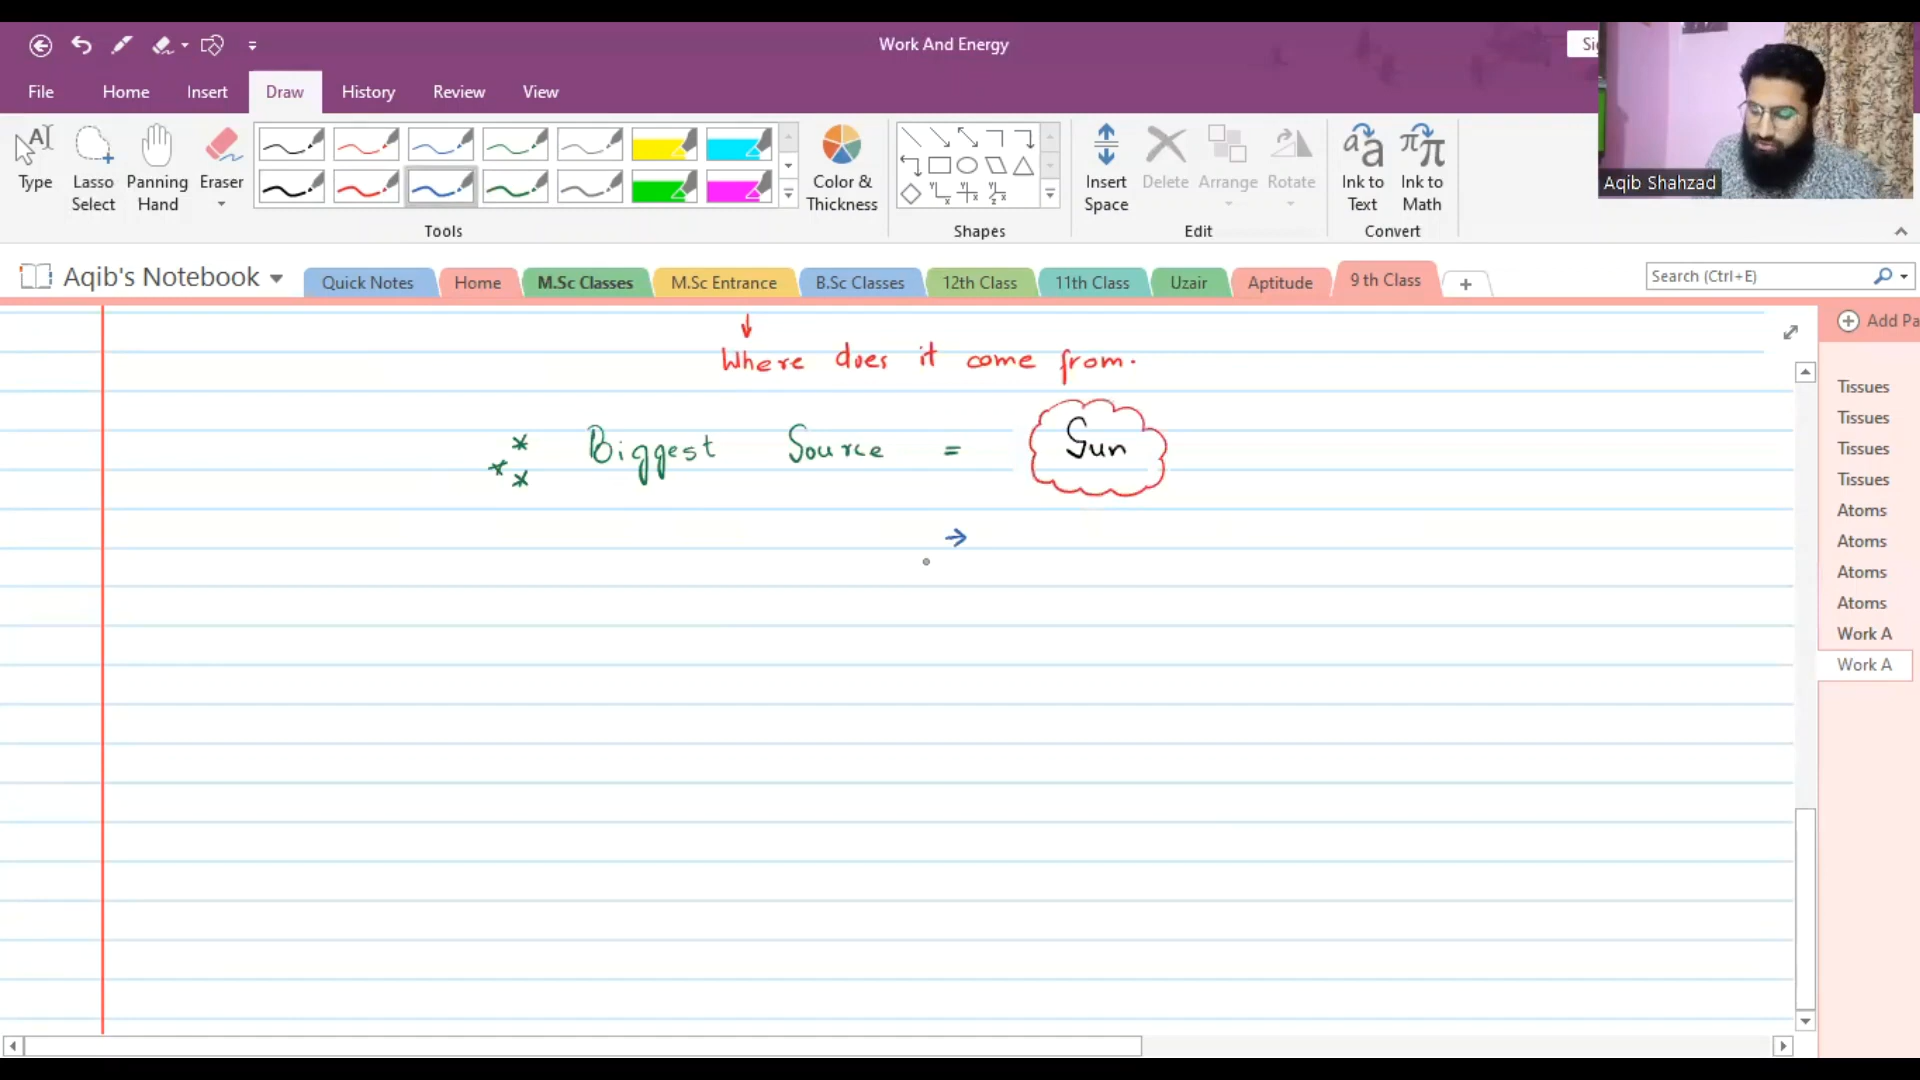 Work And Energy
Si
File Home Insert Draw History Review View
Type Lasso Select Panning Hand Eraser Color & Thickness Insert Space Delete Arrange Rotate Ink to Text Ink to Math
Tools Shapes Edit Convert
Aqib Shahzad
Aqib's Notebook Quick Notes Home M.Sc Classes M.Sc Entrance B.Sc Classes 12th Class 11th Class Uzair Aptitude 9 th Class + Search (Ctrl+E)
Add Pa
Where does it come from.
* * * Biggest Source = Sun
→
Tissues
Tissues
Tissues
Tissues
Atoms
Atoms
Atoms
Atoms
Work A
Work A